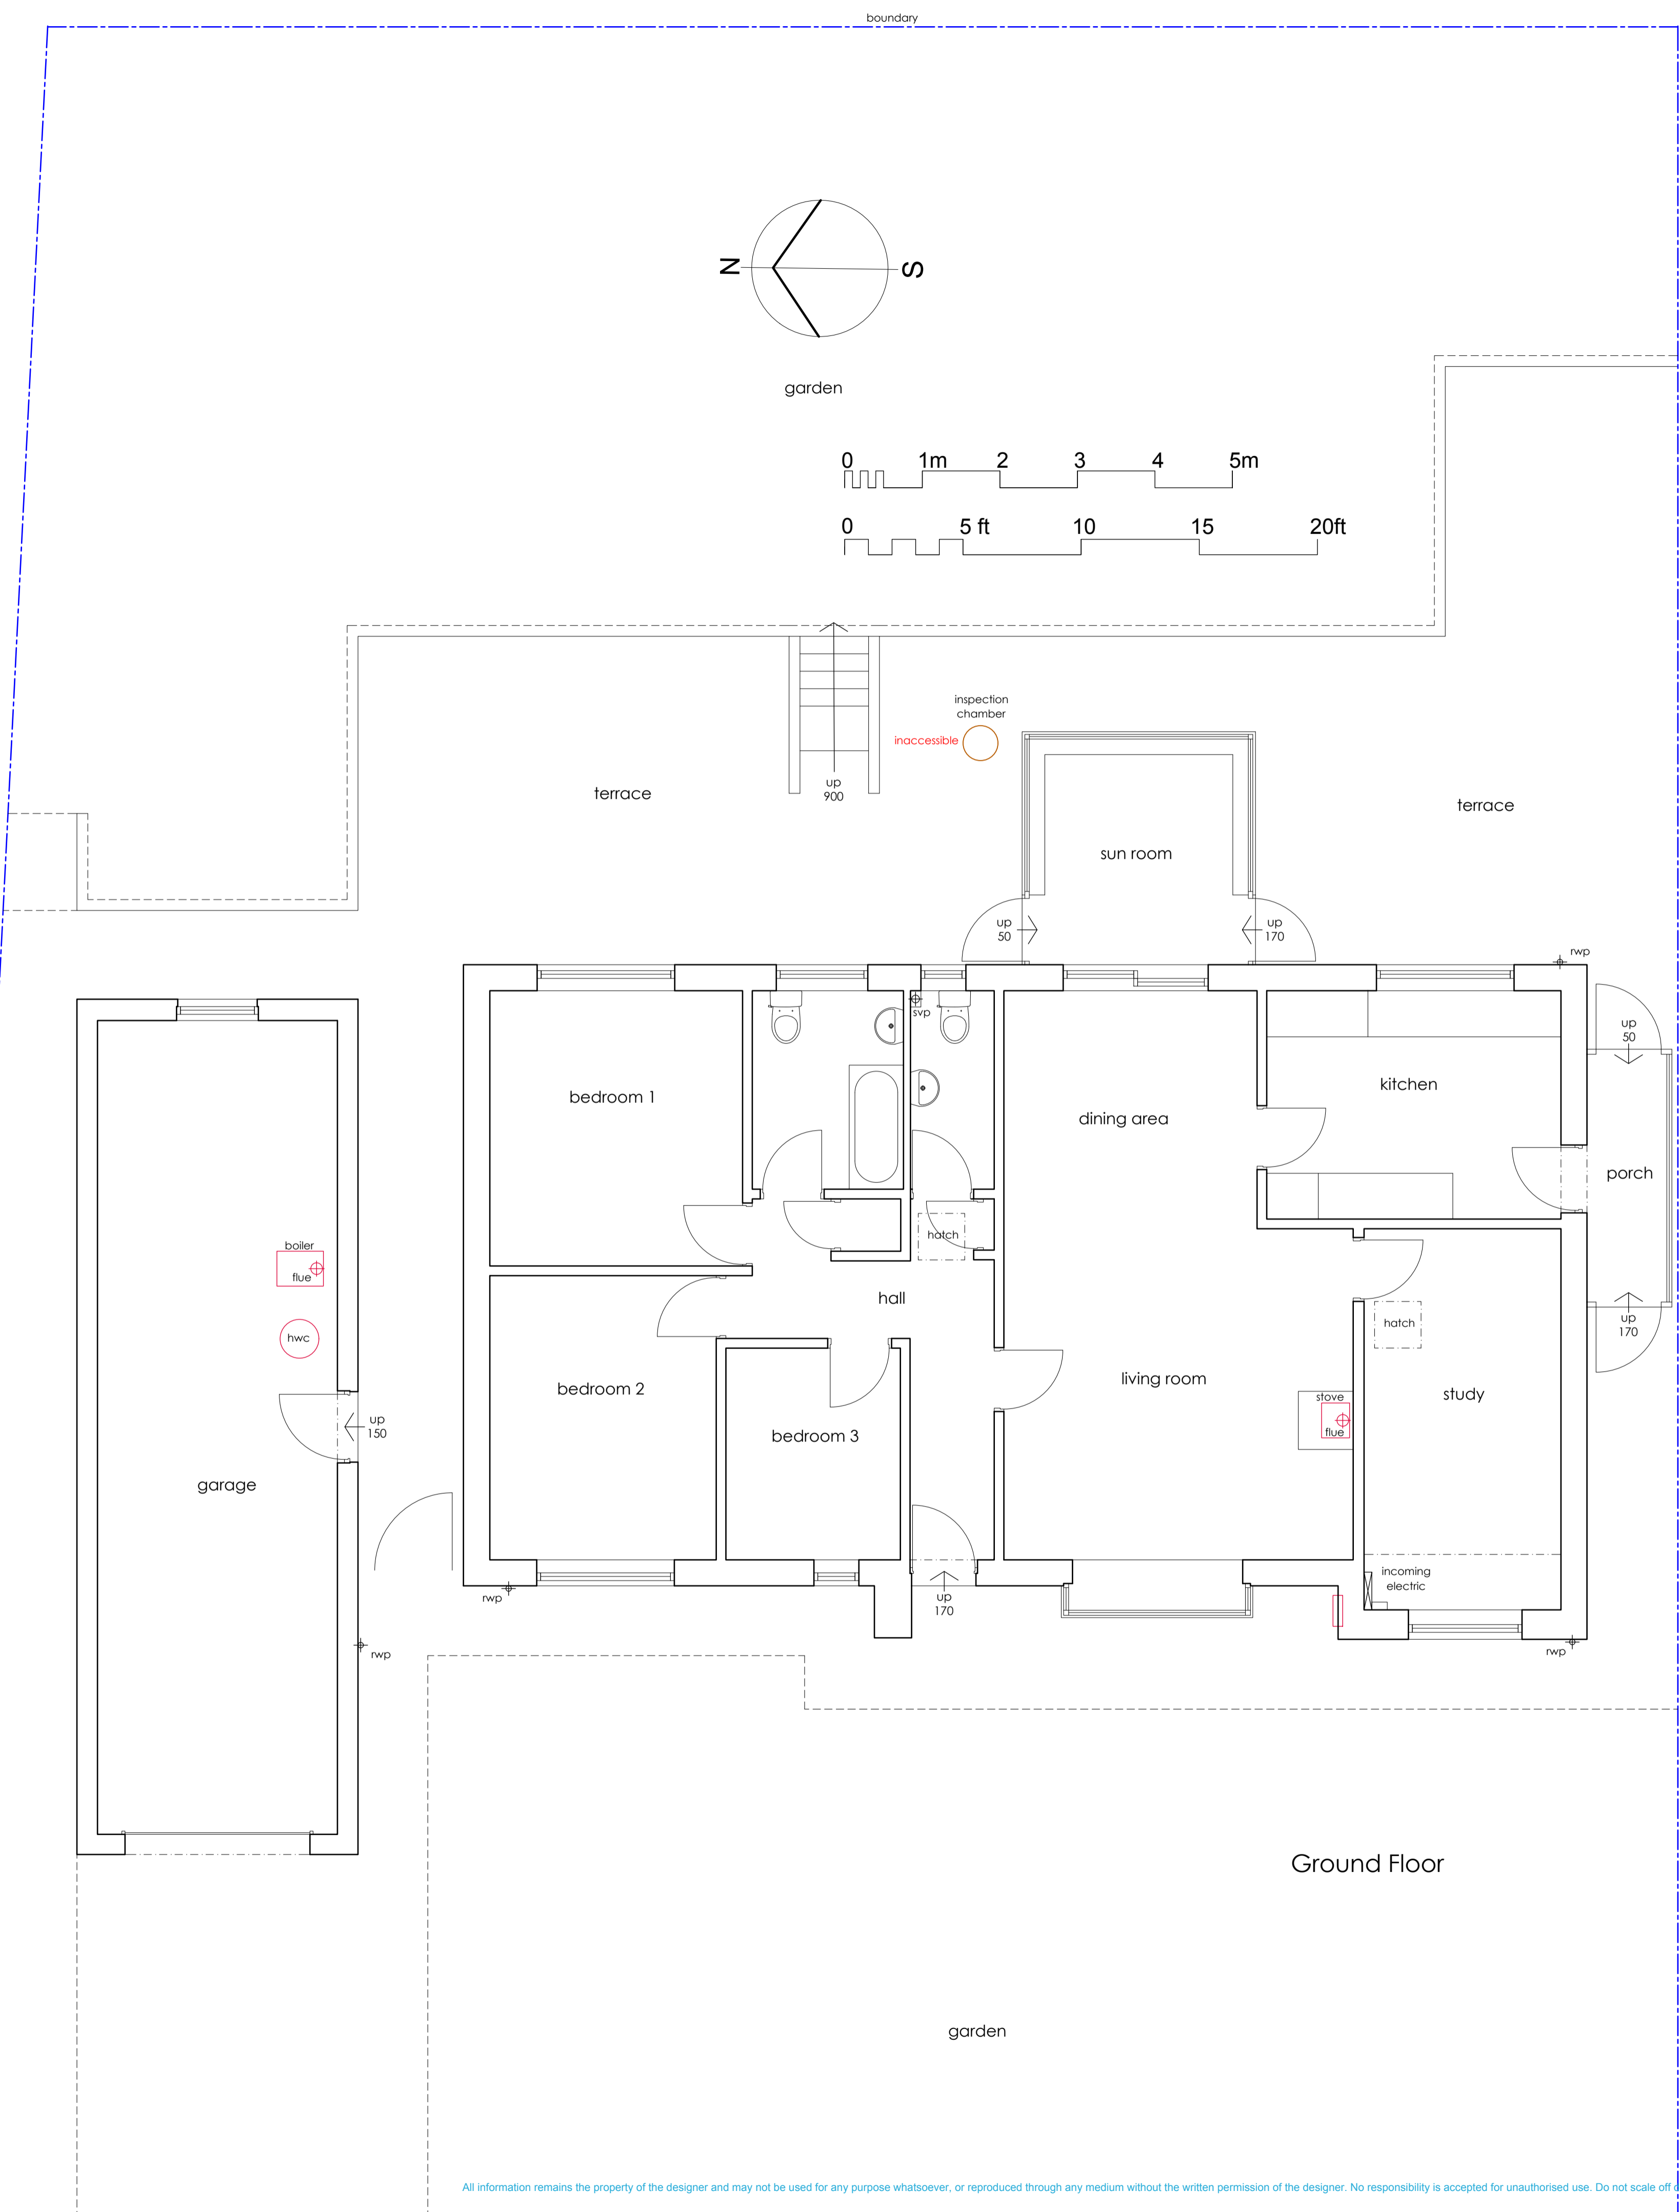 boundary
N
S
garden
0 1m 2 3 4 5m
0 5 ft 10 15 20ft
inspection
chamber
inaccessible
up
900
terrace
terrace
sun room
up
50
up
170
rwp
svp
up
50
bedroom 1
kitchen
dining area
porch
hatch
boiler
flue
hall
hatch
up
170
hwc
bedroom 2
living room
study
stove
flue
up
150
bedroom 3
garage
incoming
electric
rwp
up
170
rwp
rwp
Ground Floor
garden
All information remains the property of the designer and may not be used for any purpose whatsoever, or reproduced through any medium without the written permission of the designer. No responsibility is accepted for unauthorised use. Do not scale off